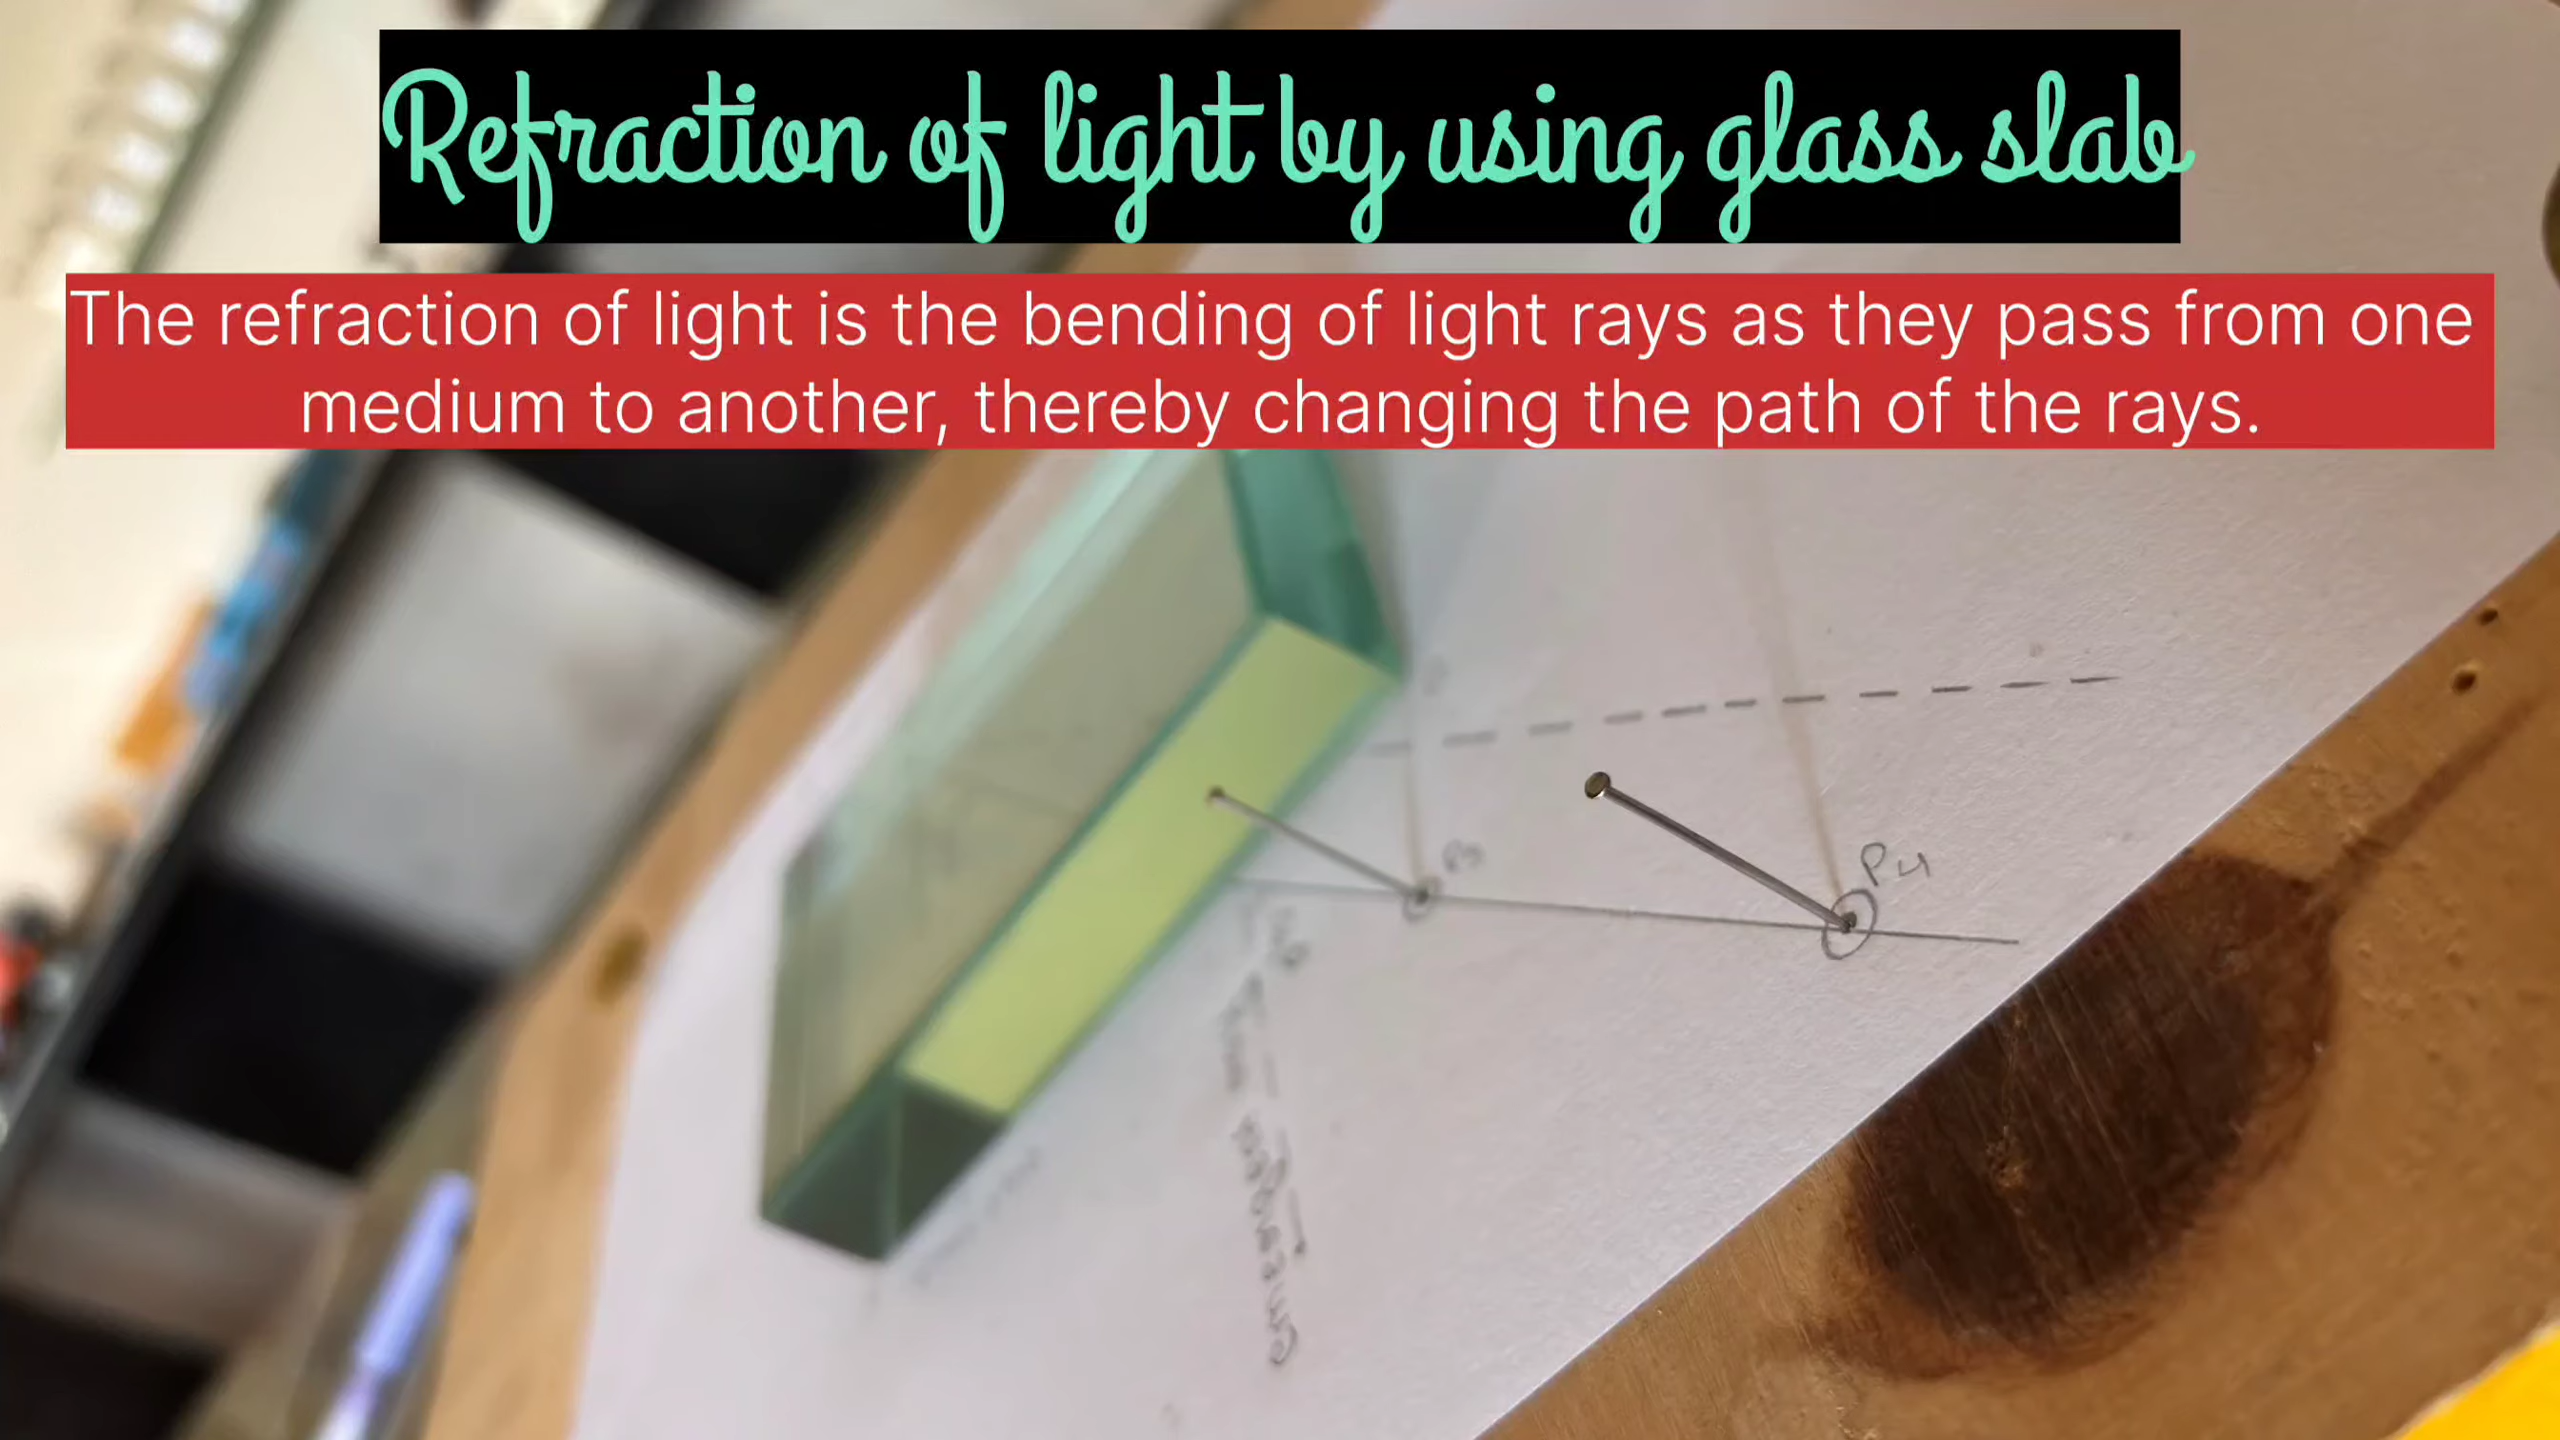 Refraction of light by using glass slab
The refraction of light is the bending of light rays as they pass from one
medium to another, thereby changing the path of the rays.
P3
P4